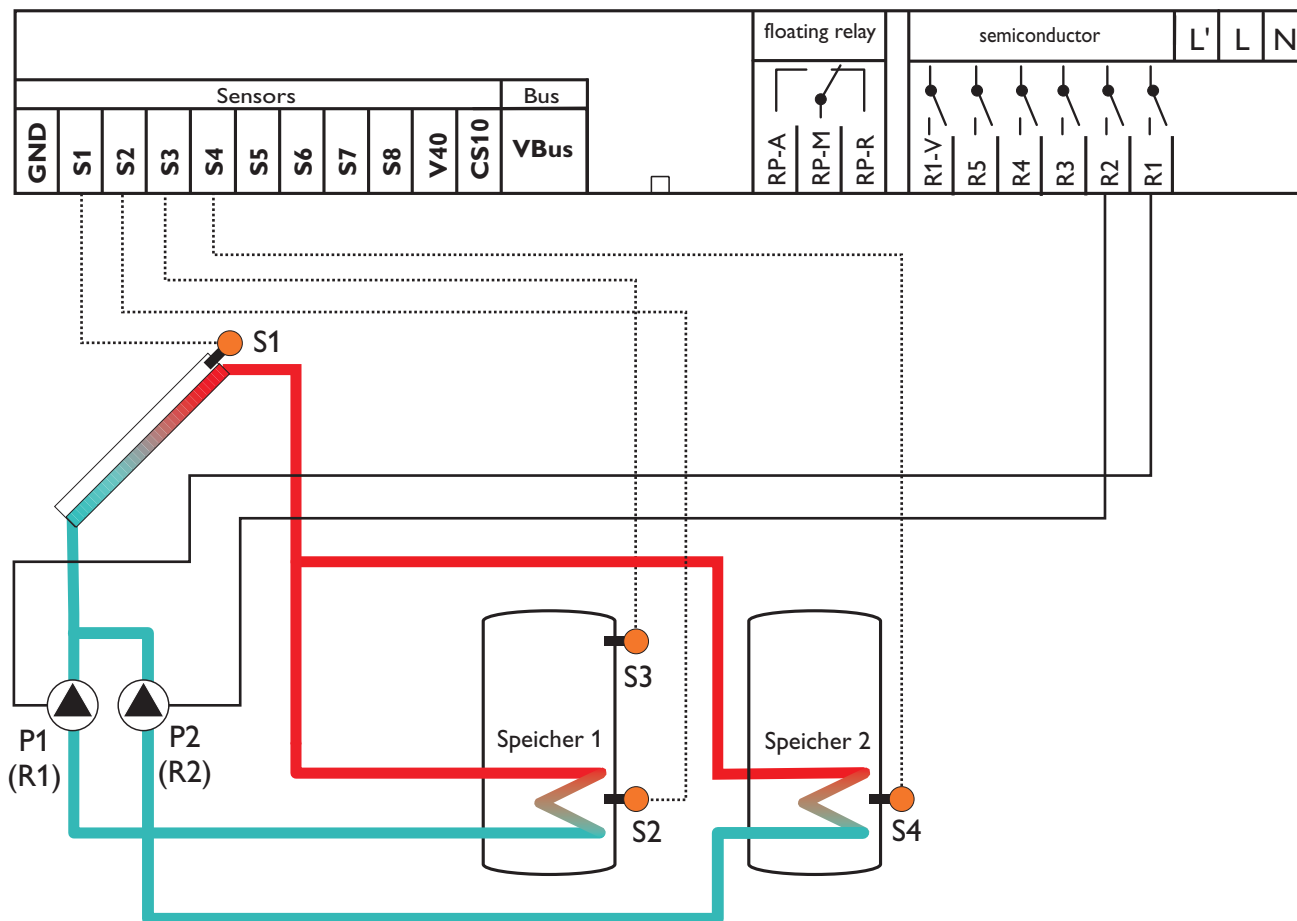 floating relay
semiconductor
L' L N
Sensors
Bus
GND S1 S2 S3 S4 S5 S6 S7 S8 V40 CS10 VBus
RP-A RP-M RP-R
R1-V R5 R4 R3 R2 R1
S1
S3
P1
(R1)
P2
(R2)
Speicher 1
Speicher 2
S2
S4